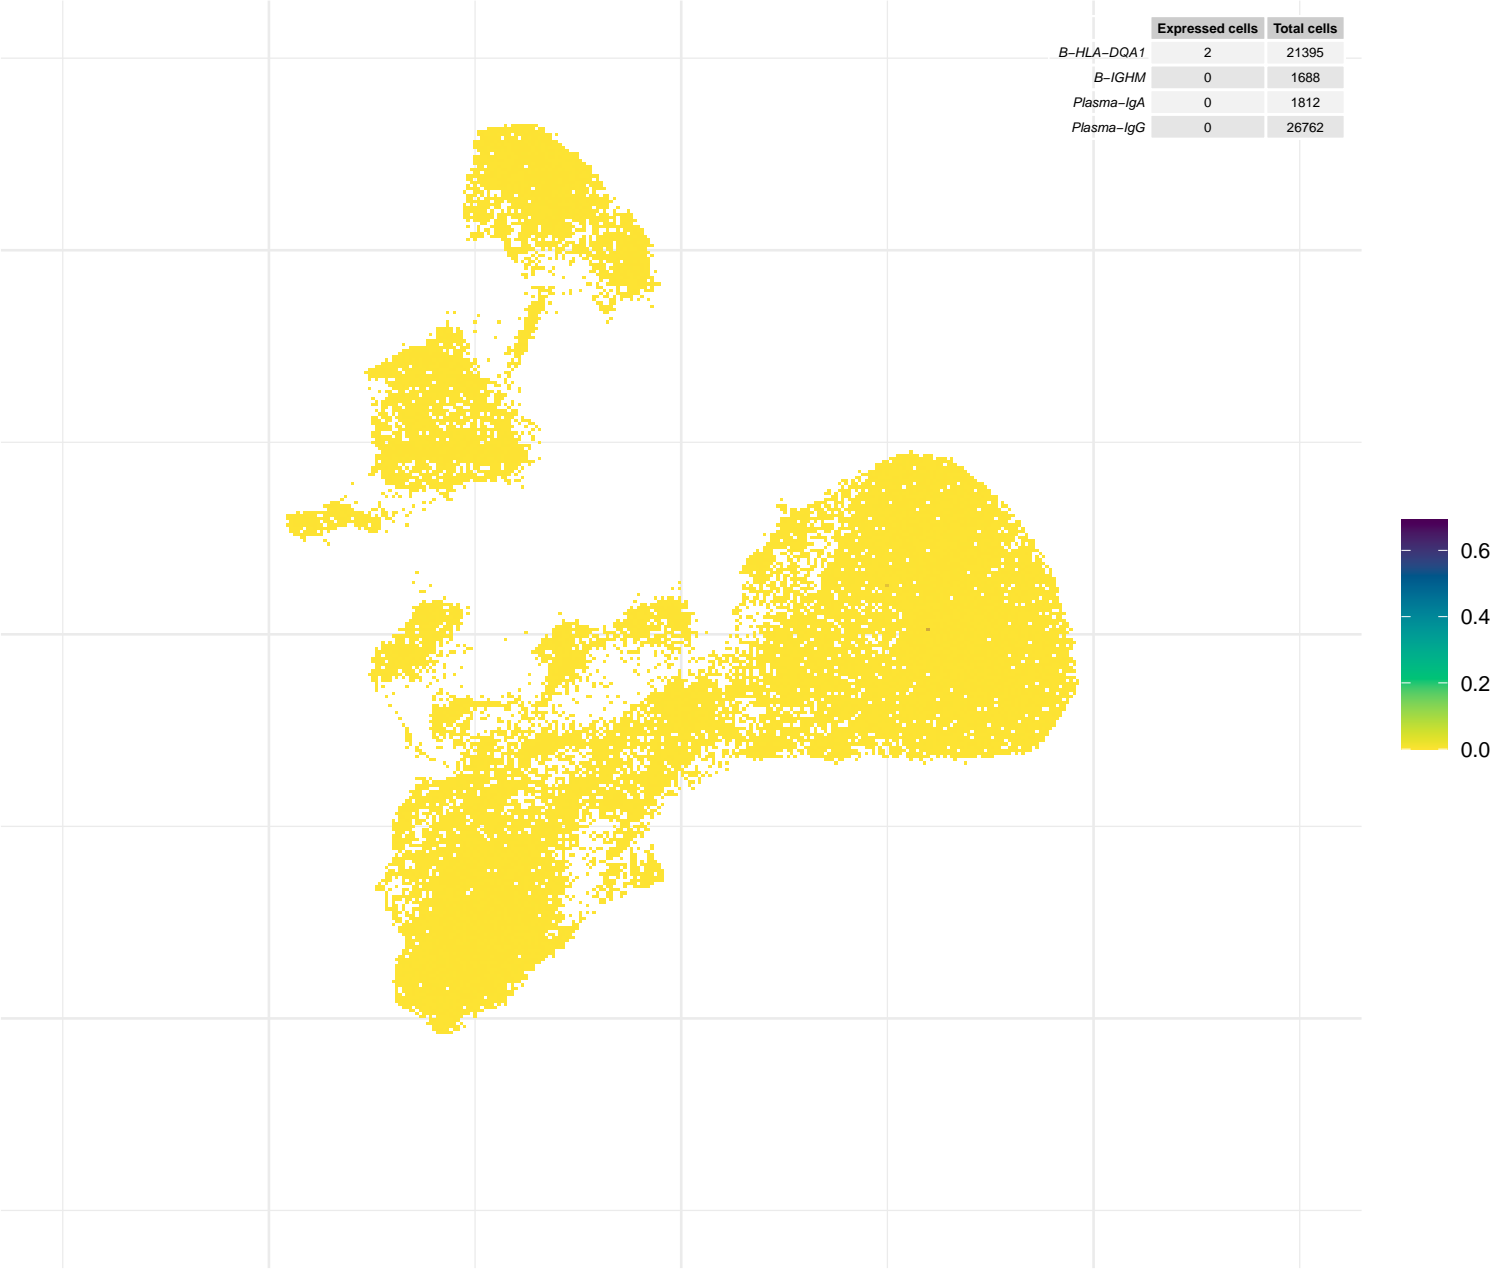 Expressed cells Total cells
B−HLA−DQA1 2 21395
B−IGHM 0 1688
Plasma−IgA 0 1812
Plasma−IgG 0 26762
0.6
0.4
0.2
0.0